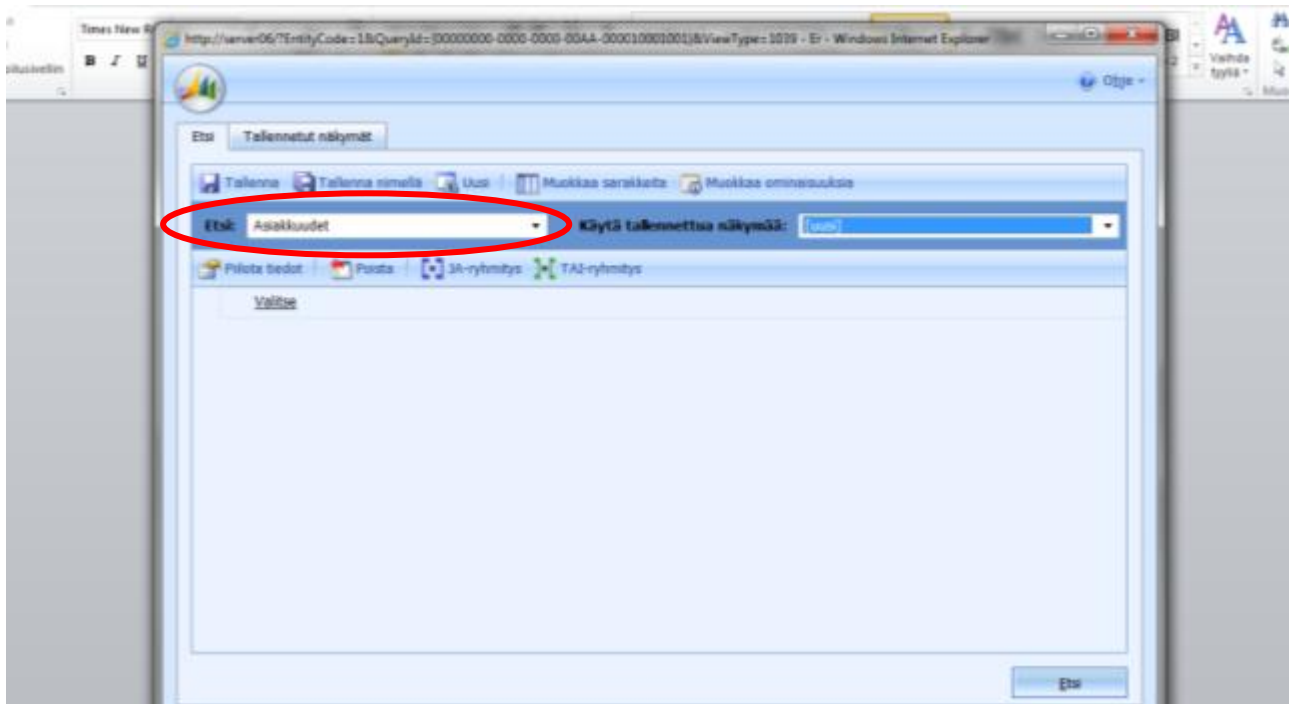 Times New R
http://server06/?EntityCode=1&QueryId={00000000-0000-0000-00AA-000010001001}&ViewType=1039 - Er - Windows Internet Explorer
B I U
Vaihda
tyyliä
Ohje
Etsi Tallennetut näkymät
Tallenna Tallenna nimellä Uusi Muokkaa sarakkeita Muokkaa ominaisuuksia
Etsi: Asiakkuudet Käytä tallennettua näkymää: [uusi]
Piilota tiedot Poista JA-ryhmitys TAI-ryhmitys
Valitse
Etsi